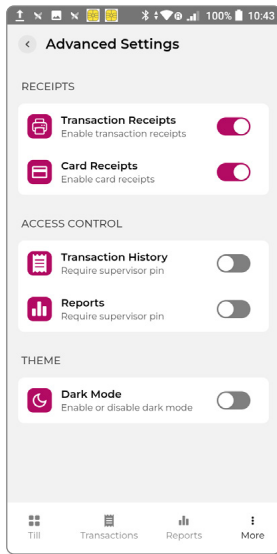 100% 10:43
Advanced Settings
RECEIPTS
Transaction Receipts
Enable transaction receipts
Card Receipts
Enable card receipts
ACCESS CONTROL
Transaction History
Require supervisor pin
Reports
Require supervisor pin
THEME
Dark Mode
Enable or disable dark mode
Till Transactions Reports More